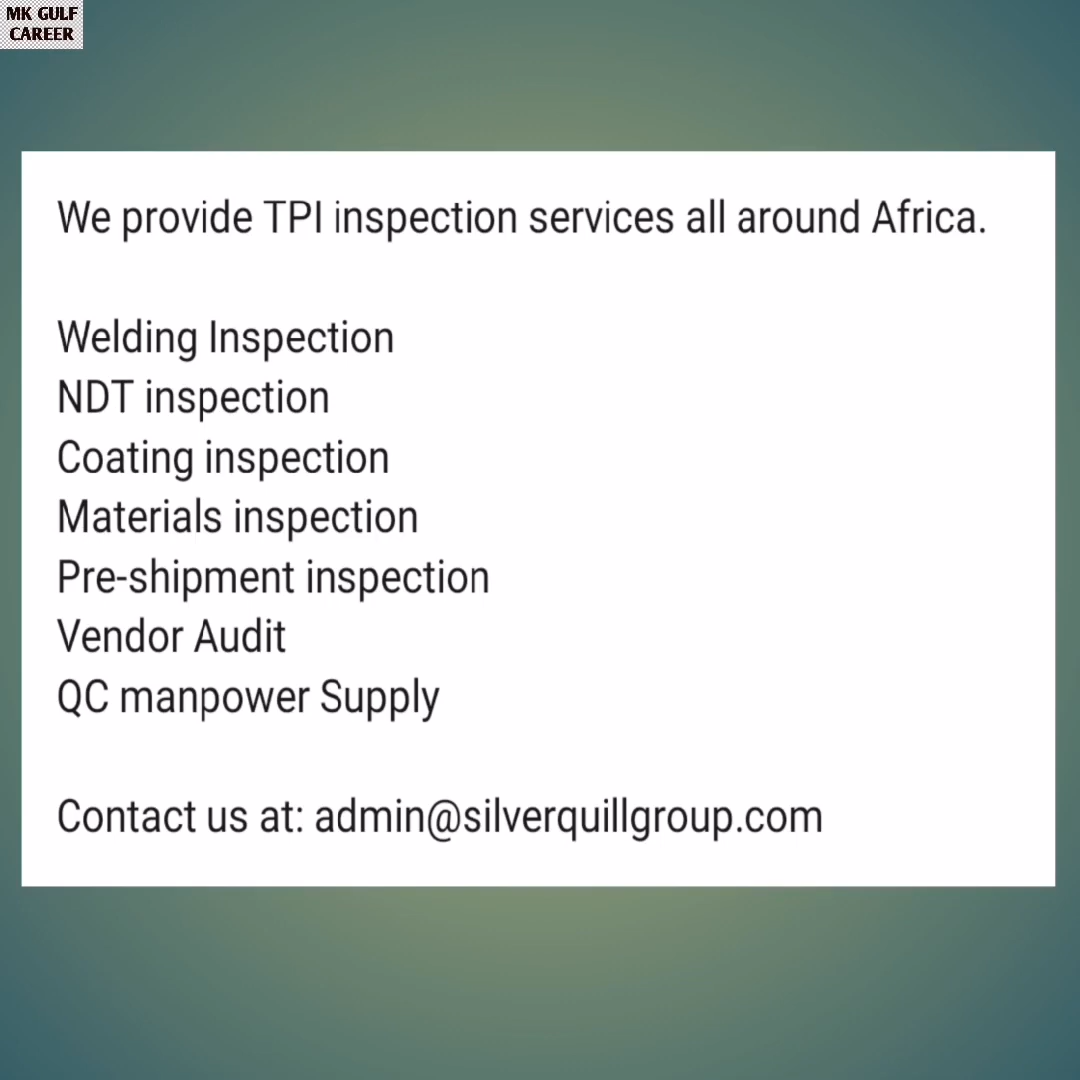 MK GULF
CAREER
We provide TPI inspection services all around Africa.
Welding Inspection
NDT inspection
Coating inspection
Materials inspection
Pre-shipment inspection
Vendor Audit
QC manpower Supply
Contact us at: admin@silverquillgroup.com